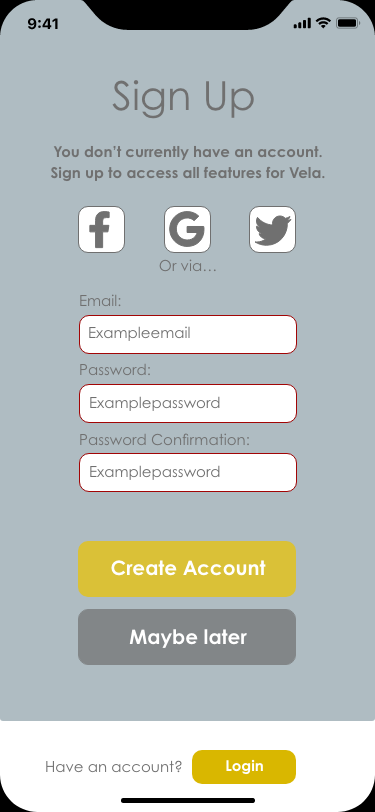 9:41
Sign Up
You don't currently have an account.
Sign up to access all features for Vela.
Or via...
Email:
Exampleemail
Password:
Examplepassword
Password Confirmation:
Examplepassword
Create Account
Maybe later
Have an account? Login